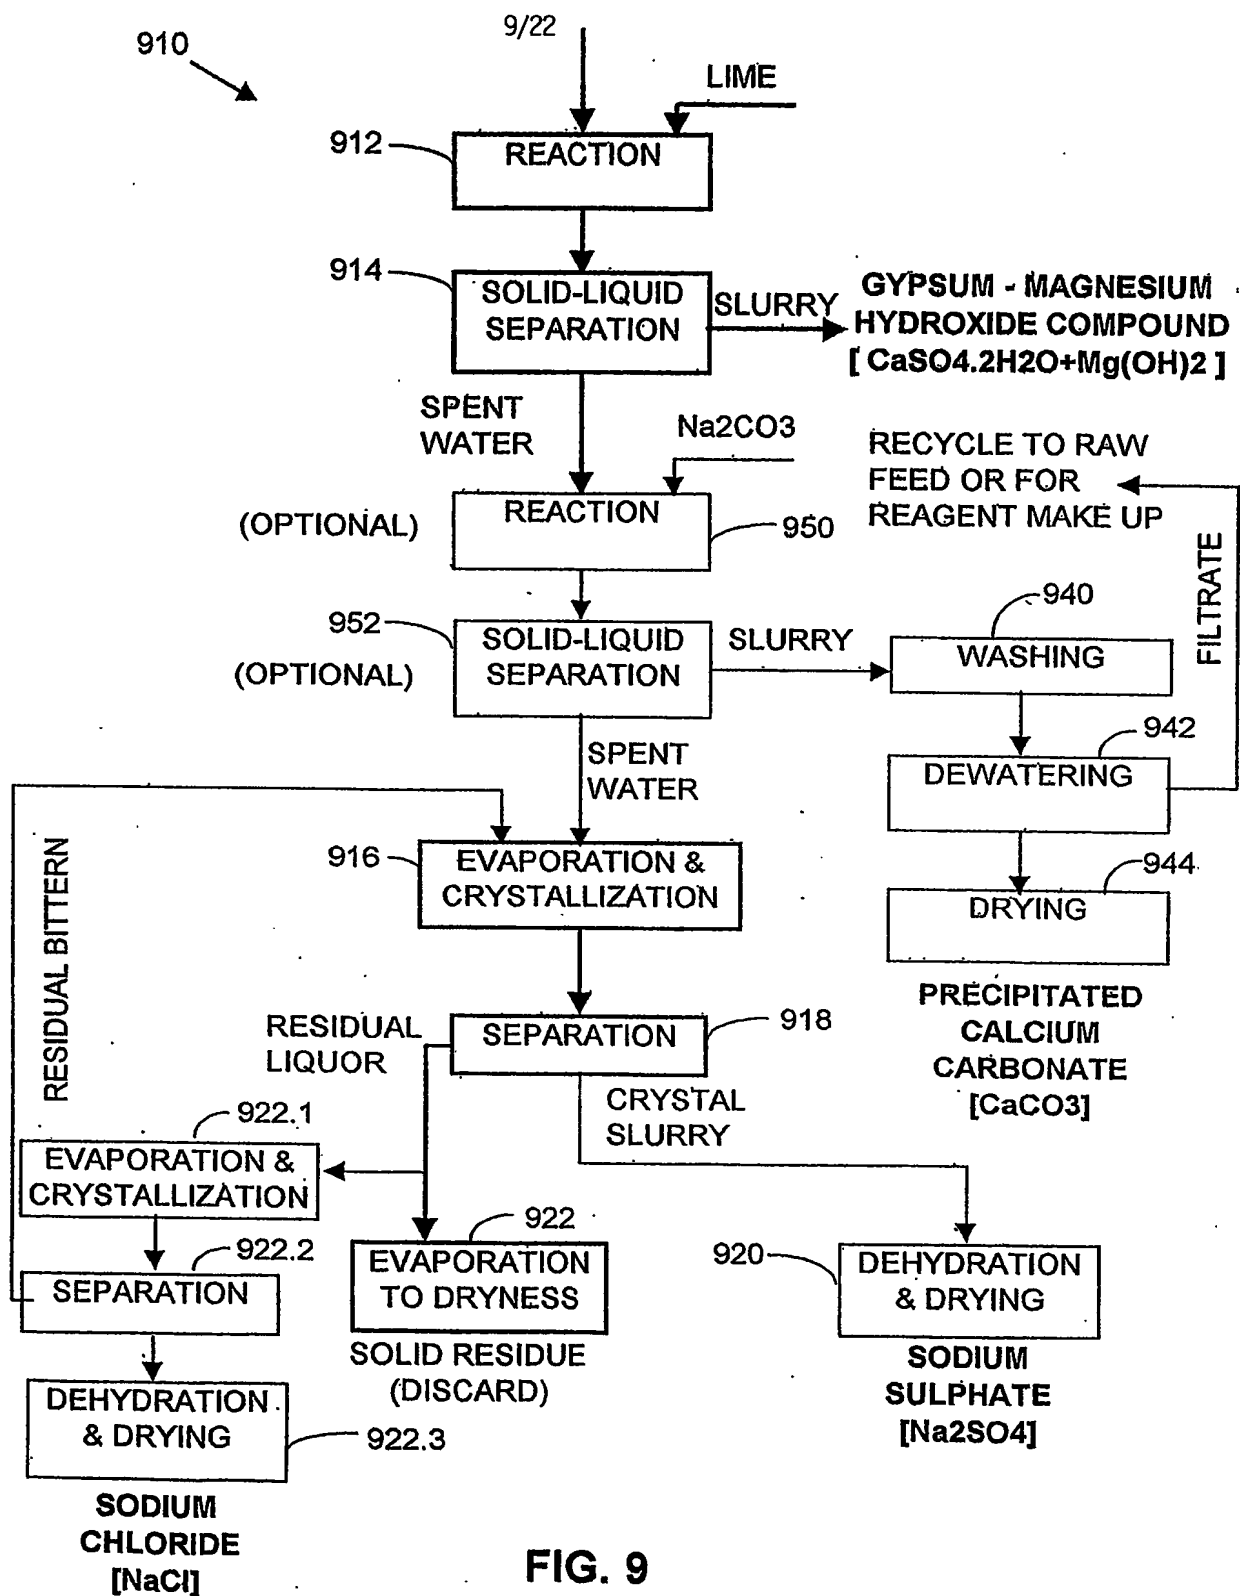 9/22
910
LIME
912
REACTION
914
SOLID-LIQUID
SEPARATION
SLURRY
GYPSUM - MAGNESIUM
HYDROXIDE COMPOUND
[ CaSO4.2H2O+Mg(OH)2 ]
SPENT
WATER
Na2CO3
RECYCLE TO RAW
FEED OR FOR
REAGENT MAKE UP
(OPTIONAL)
REACTION
950
FILTRATE
952
(OPTIONAL)
SOLID-LIQUID
SEPARATION
SLURRY
940
WASHING
942
DEWATERING
944
DRYING
PRECIPITATED
CALCIUM
CARBONATE
[CaCO3]
SPENT
WATER
RESIDUAL BITTERN
916
EVAPORATION &
CRYSTALLIZATION
RESIDUAL
LIQUOR
SEPARATION
918
CRYSTAL
SLURRY
922.1
EVAPORATION &
CRYSTALLIZATION
922.2
SEPARATION
922
EVAPORATION
TO DRYNESS
SOLID RESIDUE
(DISCARD)
920
DEHYDRATION
& DRYING
SODIUM
SULPHATE
[Na2SO4]
DEHYDRATION
& DRYING
922.3
SODIUM
CHLORIDE
[NaCl]
FIG. 9